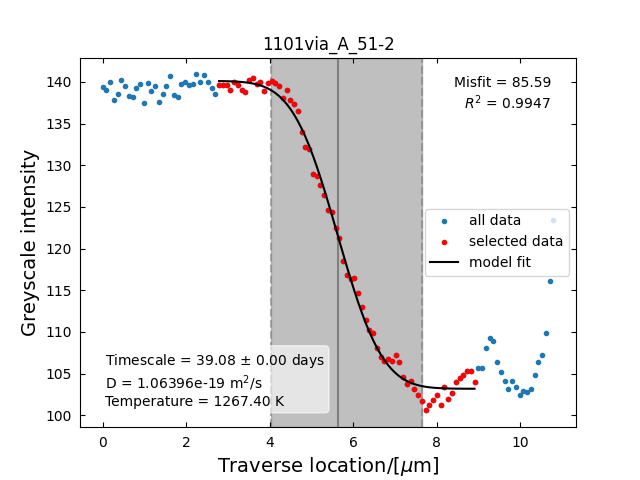 1101via_A_51-2
Misfit = 85.59
R² = 0.9947
Greyscale intensity
140
135
130
125
120
115
110
105
100
all data
selected data
model fit
Timescale = 39.08 ± 0.00 days
D = 1.06396e-19 m²/s
Temperature = 1267.40 K
0 2 4 6 8 10
Traverse location/[μm]